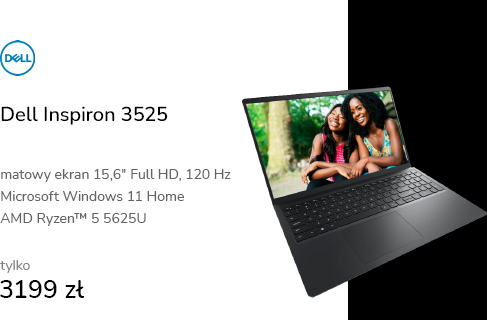 DELL
Dell Inspiron 3525
matowy ekran 15,6" Full HD, 120 Hz
Microsoft Windows 11 Home
AMD Ryzen™ 5 5625U
tylko
3199 zł